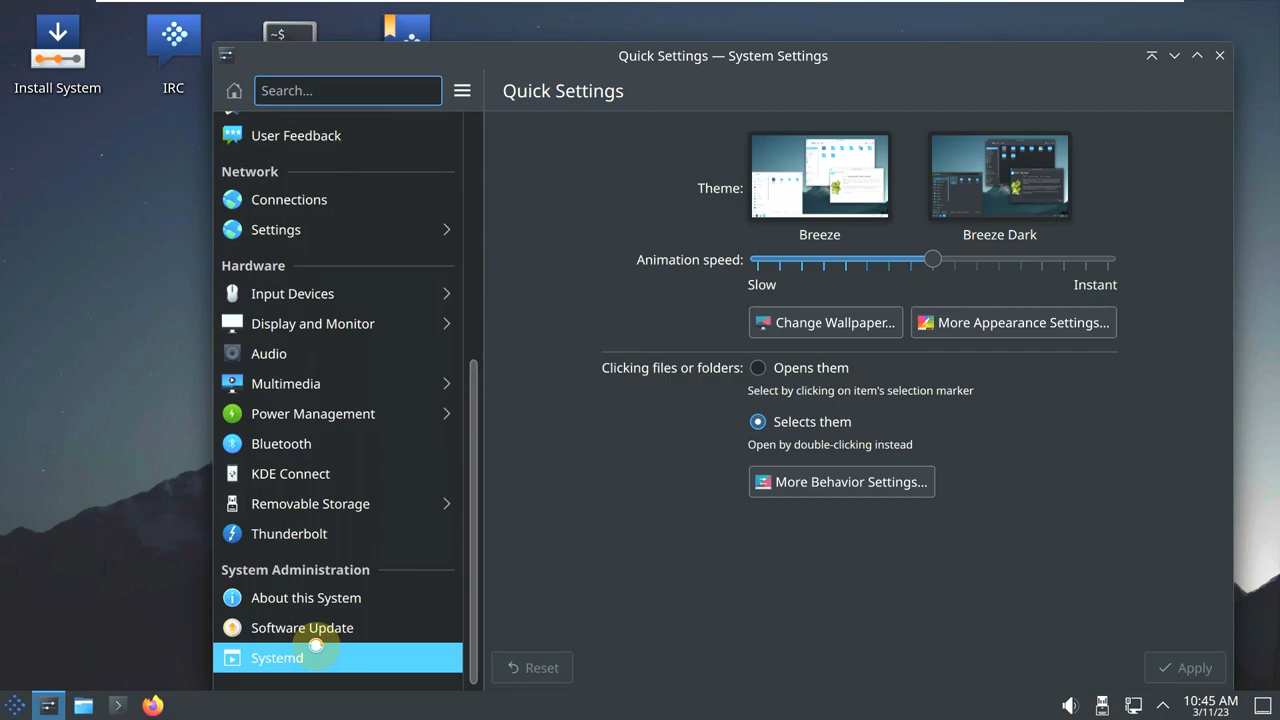 ~$
Install System
IRC
Quick Settings — System Settings
Search...
Quick Settings
User Feedback
Network
Connections
Settings
Hardware
Input Devices
Display and Monitor
Audio
Multimedia
Power Management
Bluetooth
KDE Connect
Removable Storage
Thunderbolt
System Administration
About this System
Software Update
Systemd
Theme:
Breeze
Breeze Dark
Animation speed:
Slow
Instant
Change Wallpaper...
More Appearance Settings...
Clicking files or folders:
Opens them
Select by clicking on item's selection marker
Selects them
Open by double-clicking instead
More Behavior Settings...
Reset
Apply
10:45 AM
3/11/23